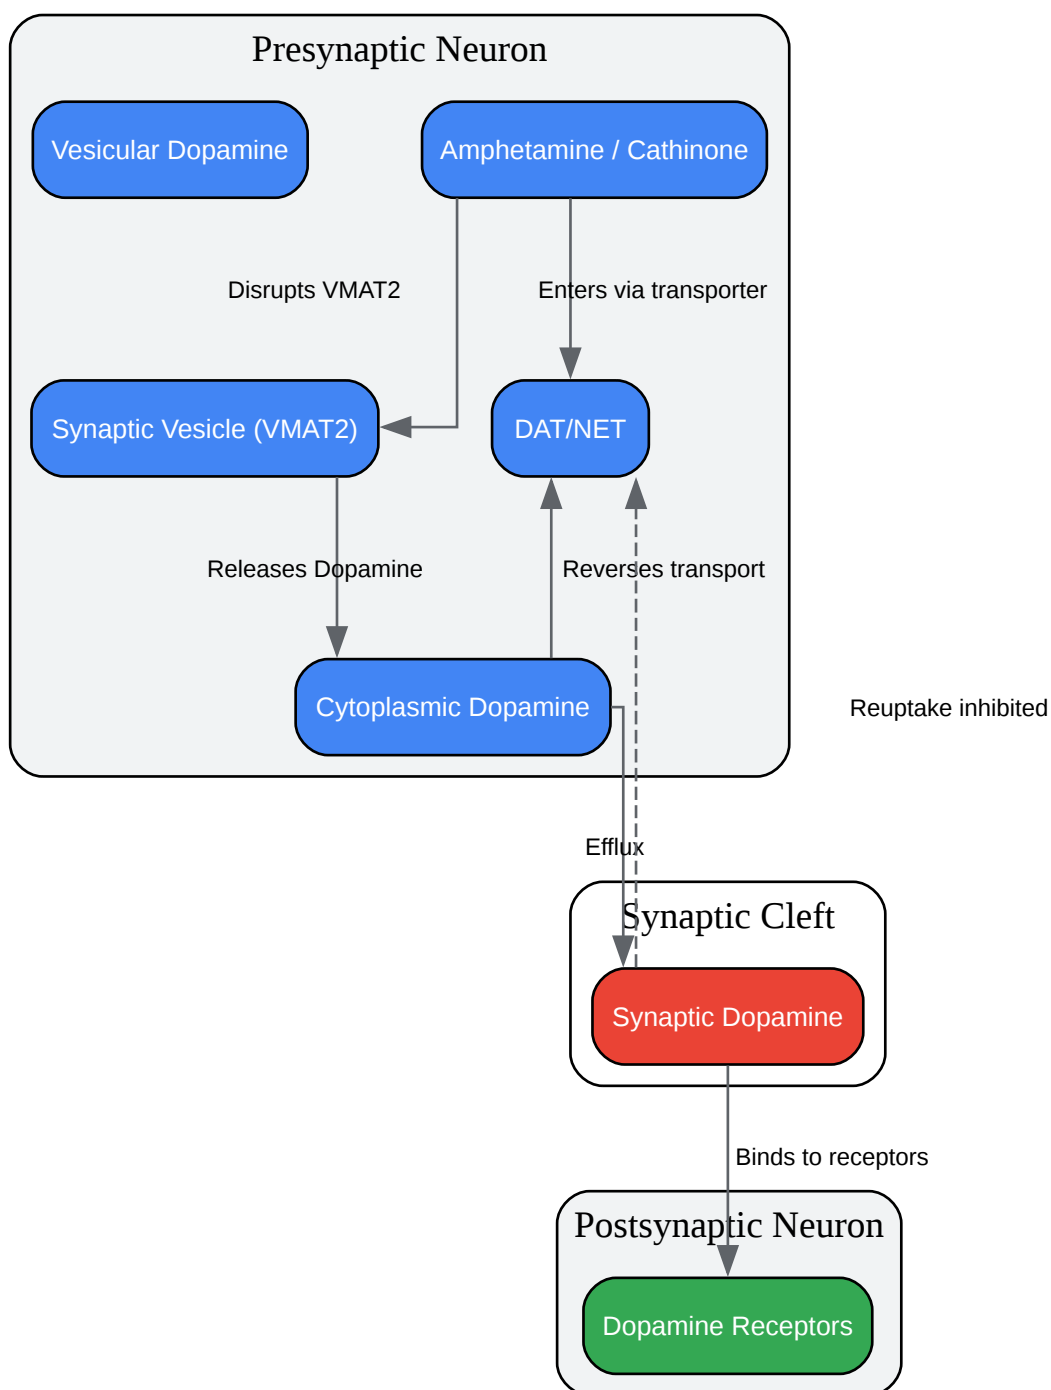 Presynaptic Neuron
Vesicular Dopamine
Amphetamine / Cathinone
Disrupts VMAT2
Enters via transporter
Synaptic Vesicle (VMAT2)
DAT/NET
Releases Dopamine
Reverses transport
Cytoplasmic Dopamine
Reuptake inhibited
Efflux
Synaptic Cleft
Synaptic Dopamine
Binds to receptors
Postsynaptic Neuron
Dopamine Receptors